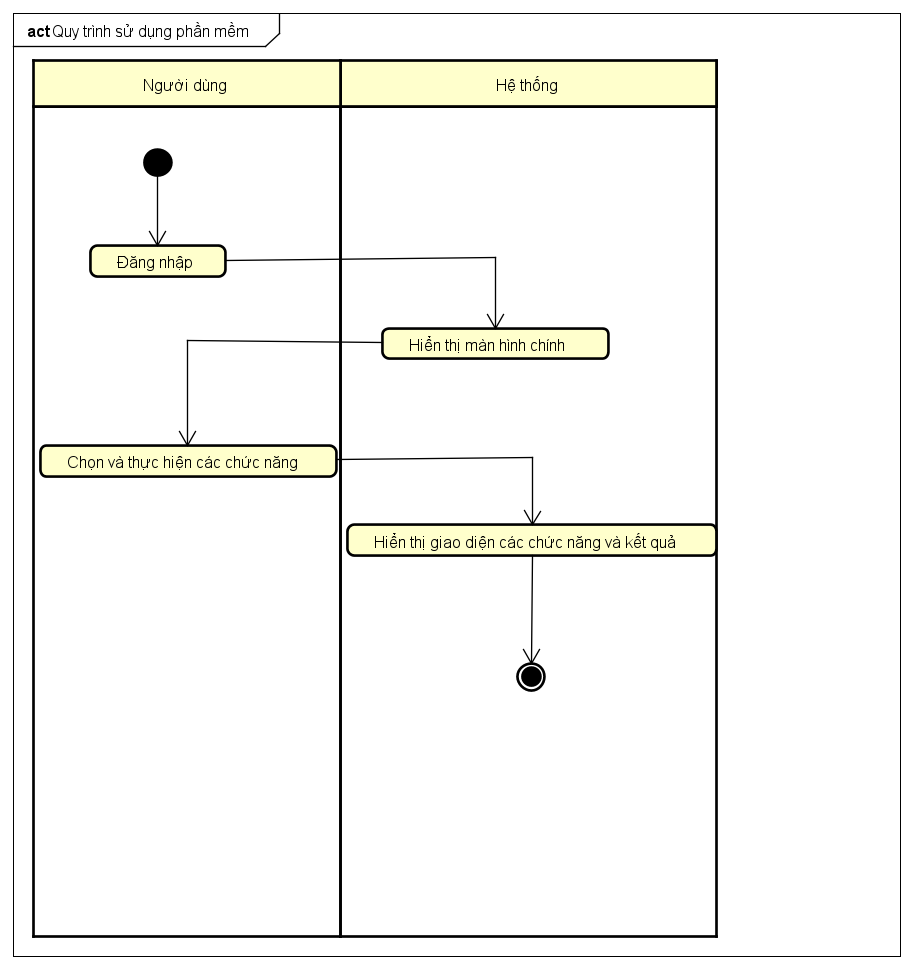 act Quy trình sử dụng phần mềm
Người dùng
Hệ thống
Đăng nhập
Hiển thị màn hình chính
Chọn và thực hiện các chức năng
Hiển thị giao diện các chức năng và kết quả